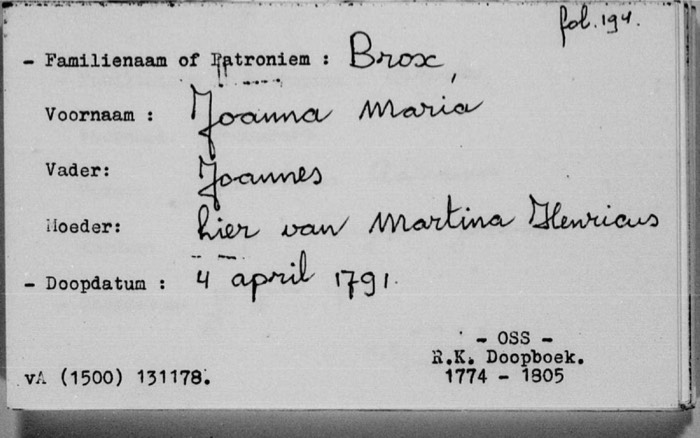 fol. 194.
- Familienaam of Patroniem : Brox,
Voornaam : Joanna Maria
Vader: Joannes
Moeder: hier van Martina Henricus
- Doopdatum : 4 april 1791.
- OSS -
R.K. Doopboek.
vA (1500) 131178. 1774 - 1805